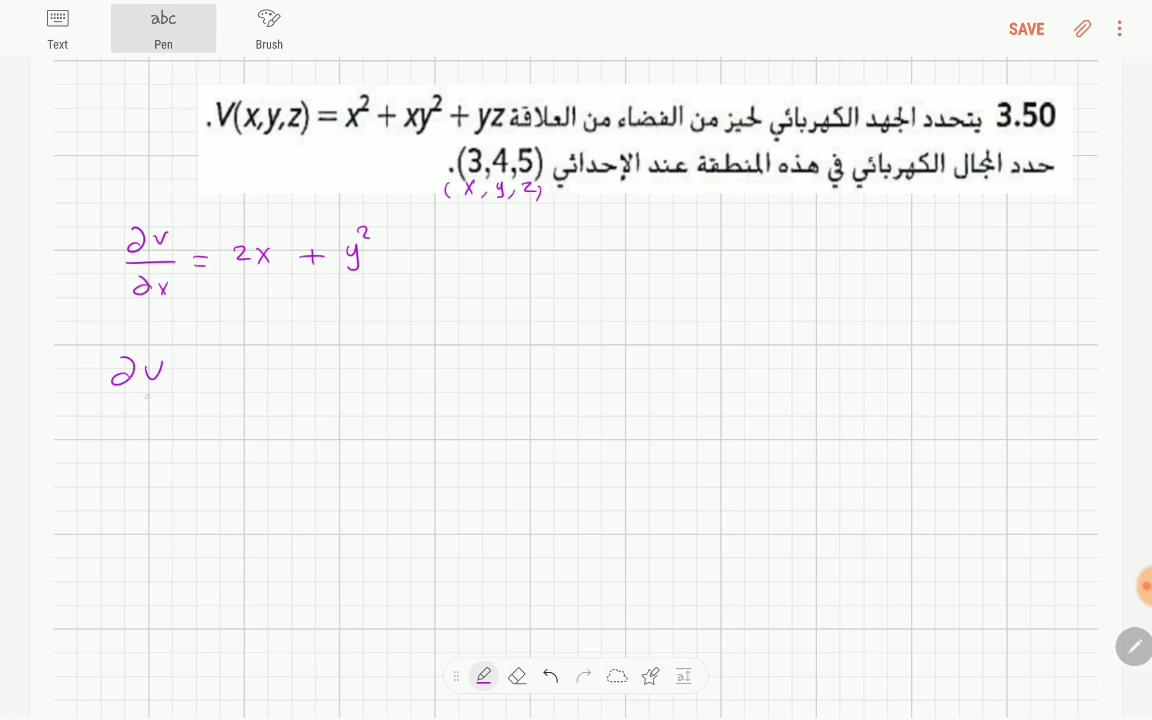 Text
abc
Pen
Brush
SAVE
3.50 يتحدد الجهد الكهربائي لحيز من الفضاء من العلاقة V(x,y,z) = x² + xy² + yz.
حدد المجال الكهربائي في هذه المنطقة عند الإحداثي (3,4,5).
(x, y, z)
∂v/∂x = 2x + y²
∂v